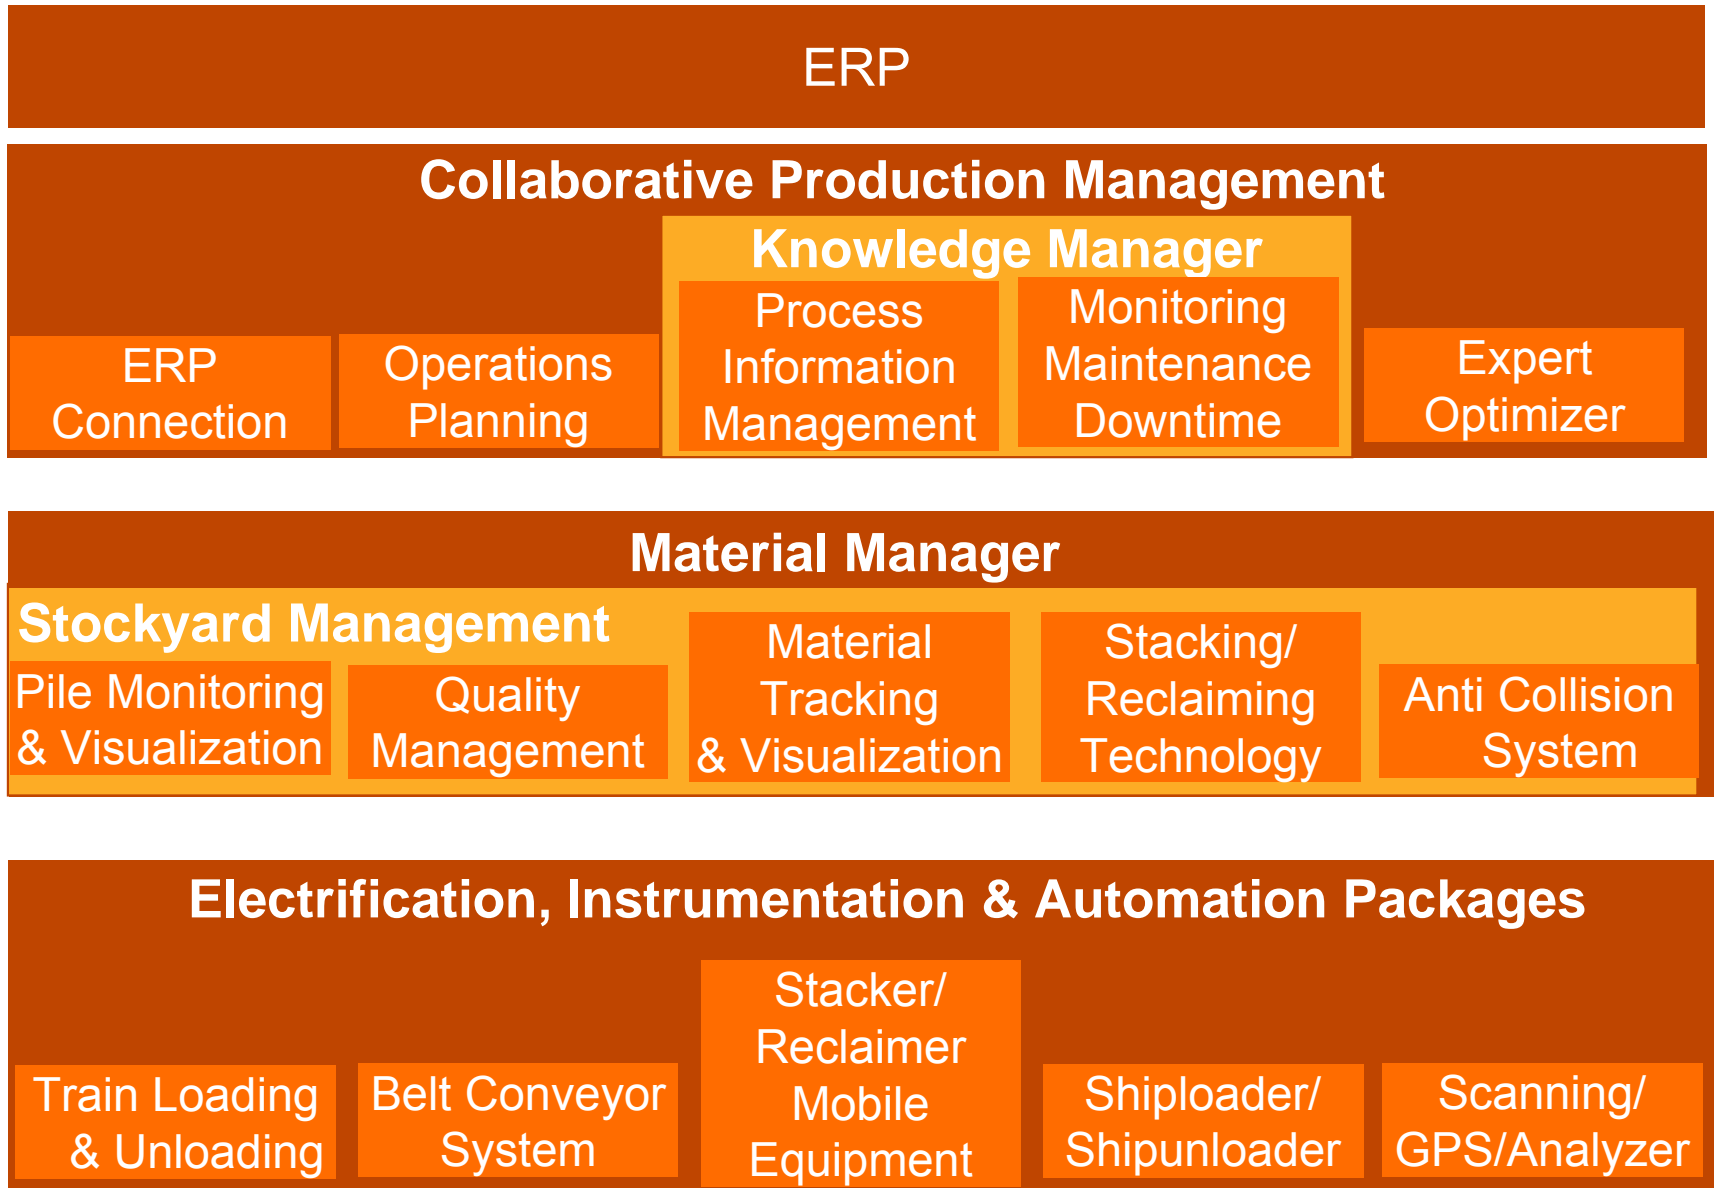 ERP
Collaborative Production Management
Knowledge Manager
ERP
Connection
Operations
Planning
Process
Information
Management
Monitoring
Maintenance
Downtime
Expert
Optimizer
Material Manager
Stockyard Management
Pile Monitoring
& Visualization
Quality
Management
Material
Tracking
& Visualization
Stacking/
Reclaiming
Technology
Anti Collision
System
Electrification, Instrumentation & Automation Packages
Train Loading
& Unloading
Belt Conveyor
System
Stacker/
Reclaimer
Mobile
Equipment
Shiploader/
Shipunloader
Scanning/
GPS/Analyzer